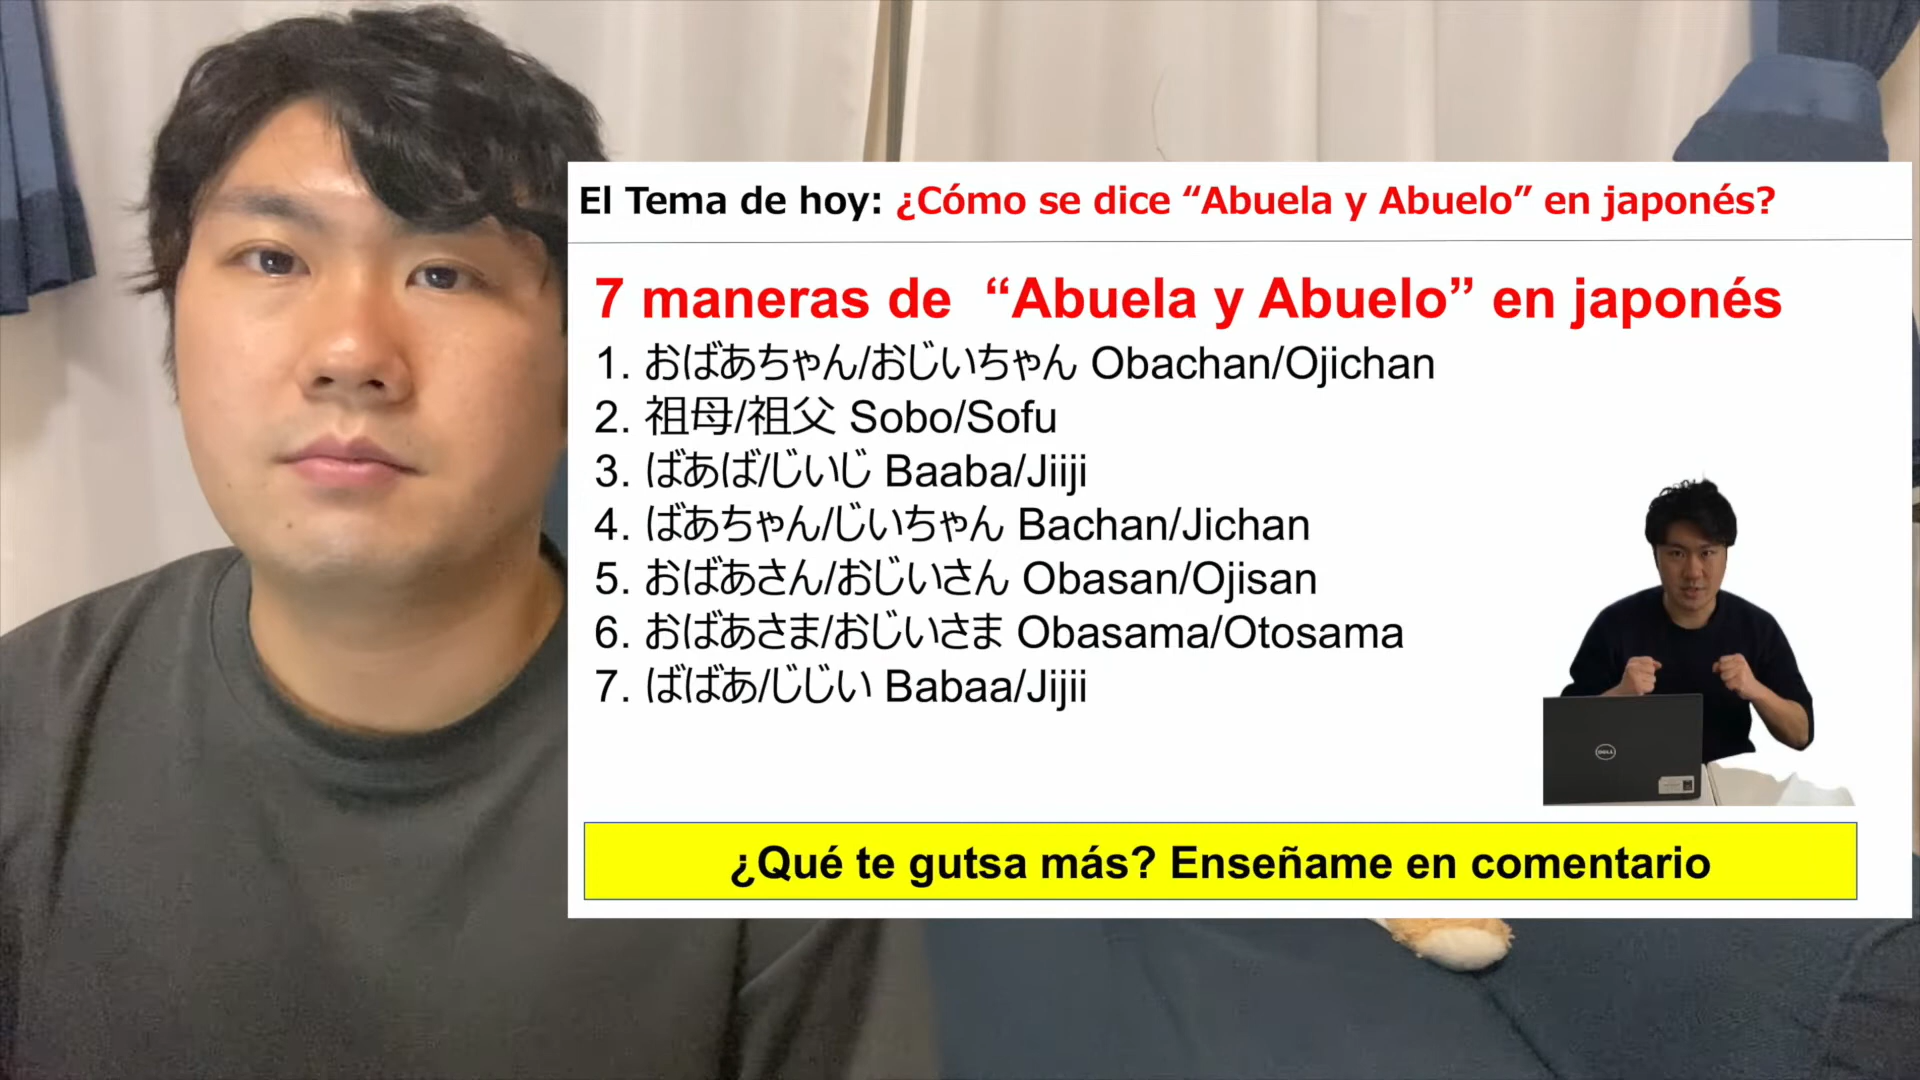 El Tema de hoy: ¿Cómo se dice “Abuela y Abuelo” en japonés?
7 maneras de “Abuela y Abuelo” en japonés
1. おばあちゃん/おじいちゃん Obachan/Ojichan
2. 祖母/祖父 Sobo/Sofu
3. ばあば/じいじ Baaba/Jiiji
4. ばあちゃん/じいちゃん Bachan/Jichan
5. おばあさん/おじいさん Obasan/Ojisan
6. おばあさま/おじいさま Obasama/Otosama
7. ばばあ/じじい Babaa/Jijii
DELL
¿Qué te gutsa más? Enseñame en comentario